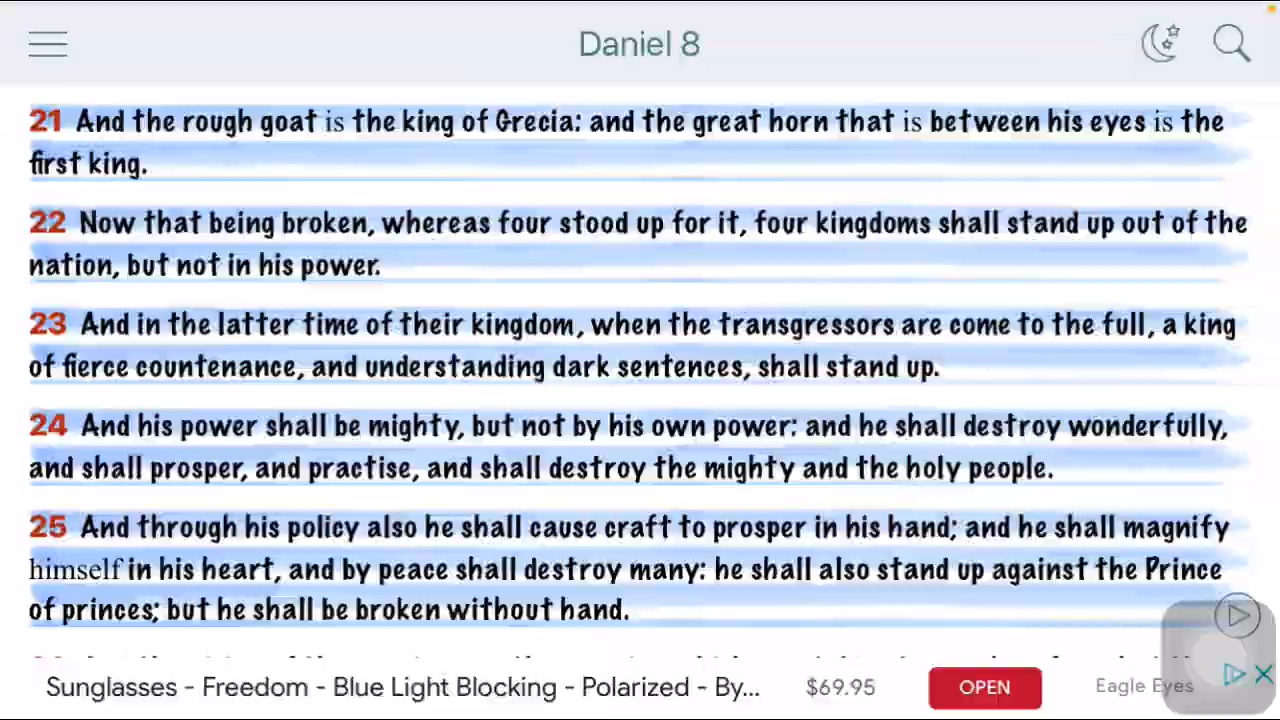 Daniel 8
21 And the rough goat is the king of Grecia: and the great horn that is between his eyes is the
first king.
22 Now that being broken, whereas four stood up for it, four kingdoms shall stand up out of the
nation, but not in his power.
23 And in the latter time of their kingdom, when the transgressors are come to the full, a king
of fierce countenance, and understanding dark sentences, shall stand up.
24 And his power shall be mighty, but not by his own power: and he shall destroy wonderfully,
and shall prosper, and practise, and shall destroy the mighty and the holy people.
25 And through his policy also he shall cause craft to prosper in his hand; and he shall magnify
himself in his heart, and by peace shall destroy many: he shall also stand up against the Prince
of princes; but he shall be broken without hand.
Sunglasses - Freedom - Blue Light Blocking - Polarized - By... $69.95 OPEN Eagle Eyes